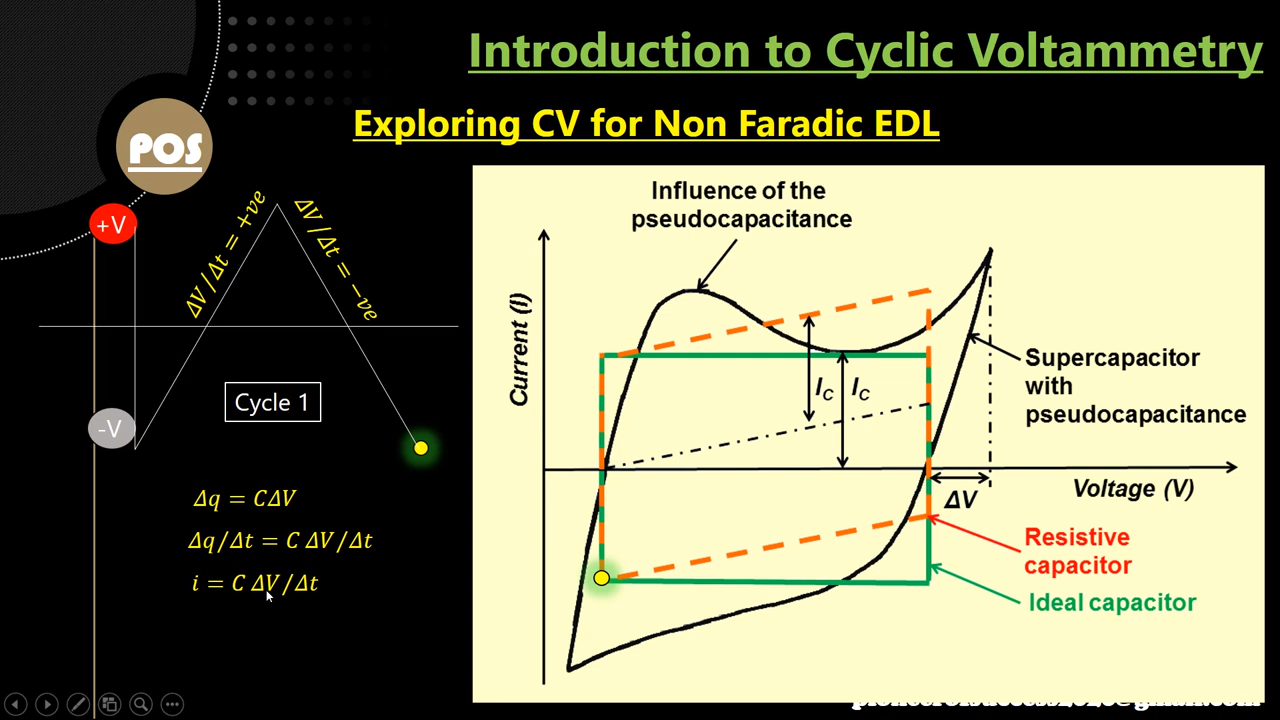 Introduction to Cyclic Voltammetry
Exploring CV for Non Faradic EDL
POS
+V
ΔV/Δt = +ve
ΔV/Δt = −ve
-V
Cycle 1
Δq = CΔV
Δq/Δt = C ΔV/Δt
i = C ΔV/Δt
Influence of the
pseudocapacitance
Current (I)
I_C
I_C
Supercapacitor
with
pseudocapacitance
ΔV
Voltage (V)
Resistive
capacitor
Ideal capacitor